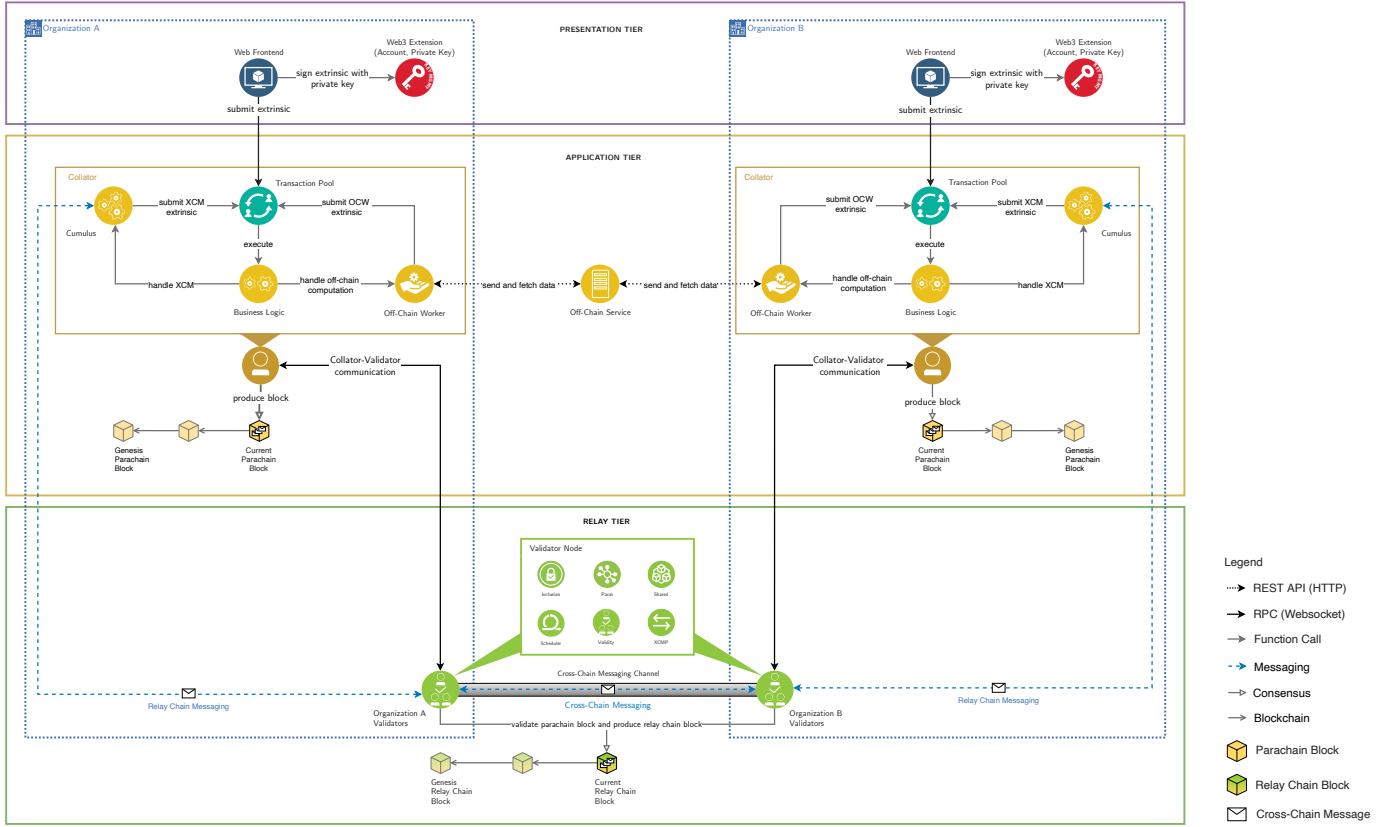 Organization A
PRESENTATION TIER
Organization B
Web Frontend
Web3 Extension
(Account, Private Key)
sign extrinsic with
private key
submit extrinsic
Web Frontend
Web3 Extension
(Account, Private Key)
sign extrinsic with
private key
submit extrinsic
APPLICATION TIER
Collator
Transaction Pool
submit XCM
extrinsic
submit OCW
extrinsic
Cumulus
execute
handle XCM
handle off-chain
computation
Business Logic
Off-Chain Worker
send and fetch data
Off-Chain Service
send and fetch data
Collator
Transaction Pool
submit OCW
extrinsic
submit XCM
extrinsic
Cumulus
execute
handle off-chain
computation
handle XCM
Off-Chain Worker
Business Logic
Collator-Validator
communication
produce block
Genesis
Parachain
Block
Current
Parachain
Block
Collator-Validator
communication
produce block
Current
Parachain
Block
Genesis
Parachain
Block
RELAY TIER
Validator Node
Inclusion
Paras
Shared
Scheduler
Validity
XCMP
Cross-Chain Messaging Channel
Relay Chain Messaging
Cross-Chain Messaging
Relay Chain Messaging
Organization A
Validators
Organization B
Validators
validate parachain block and produce relay chain block
Genesis
Relay Chain
Block
Current
Relay Chain
Block
Legend
REST API (HTTP)
RPC (Websocket)
Function Call
Messaging
Consensus
Blockchain
Parachain Block
Relay Chain Block
Cross-Chain Message